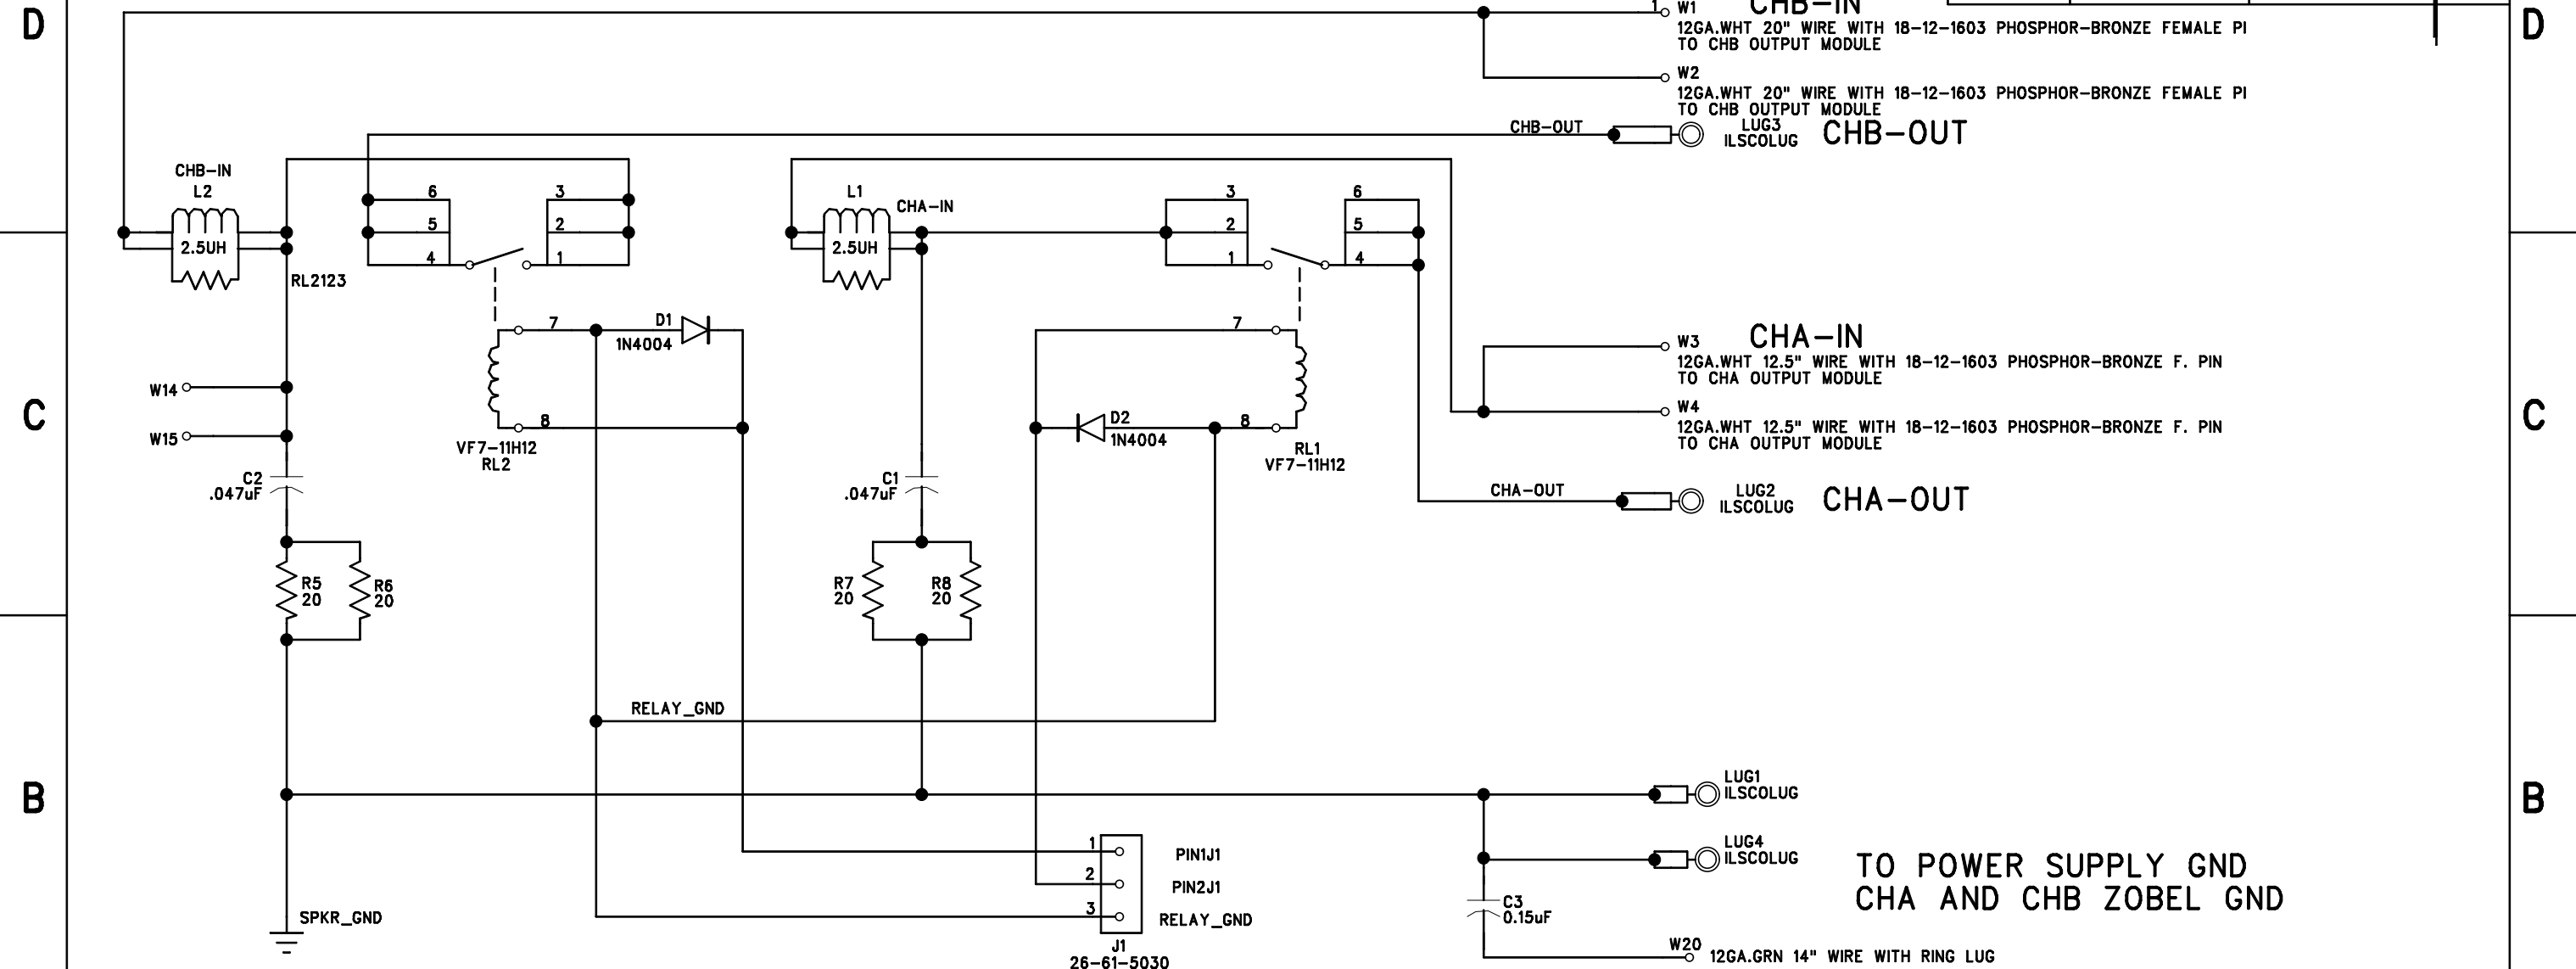 D
1
W1
CHB-IN
12GA.WHT 20" WIRE WITH 18-12-1603 PHOSPHOR-BRONZE FEMALE PI
TO CHB OUTPUT MODULE
D
W2
12GA.WHT 20" WIRE WITH 18-12-1603 PHOSPHOR-BRONZE FEMALE PI
TO CHB OUTPUT MODULE
CHB-OUT
LUG3
ILSCOLUG
CHB-OUT
CHB-IN
L2
2.5UH
RL2123
6
5
4
3
2
1
L1
2.5UH
CHA-IN
3
2
1
6
5
4
7
D1
1N4004
8
VF7-11H12
RL2
7
D2
1N4004
8
RL1
VF7-11H12
W3
CHA-IN
12GA.WHT 12.5" WIRE WITH 18-12-1603 PHOSPHOR-BRONZE F. PIN
TO CHA OUTPUT MODULE
C
W14
W15
W4
12GA.WHT 12.5" WIRE WITH 18-12-1603 PHOSPHOR-BRONZE F. PIN
TO CHA OUTPUT MODULE
C
C2
.047uF
C1
.047uF
CHA-OUT
LUG2
ILSCOLUG
CHA-OUT
R5
20
R6
20
R7
20
R8
20
RELAY_GND
B
LUG1
ILSCOLUG
B
LUG4
ILSCOLUG
TO POWER SUPPLY GND
CHA AND CHB ZOBEL GND
1
PIN1J1
2
PIN2J1
3
RELAY_GND
J1
26-61-5030
SPKR_GND
C3
0.15uF
W20
12GA.GRN 14" WIRE WITH RING LUG